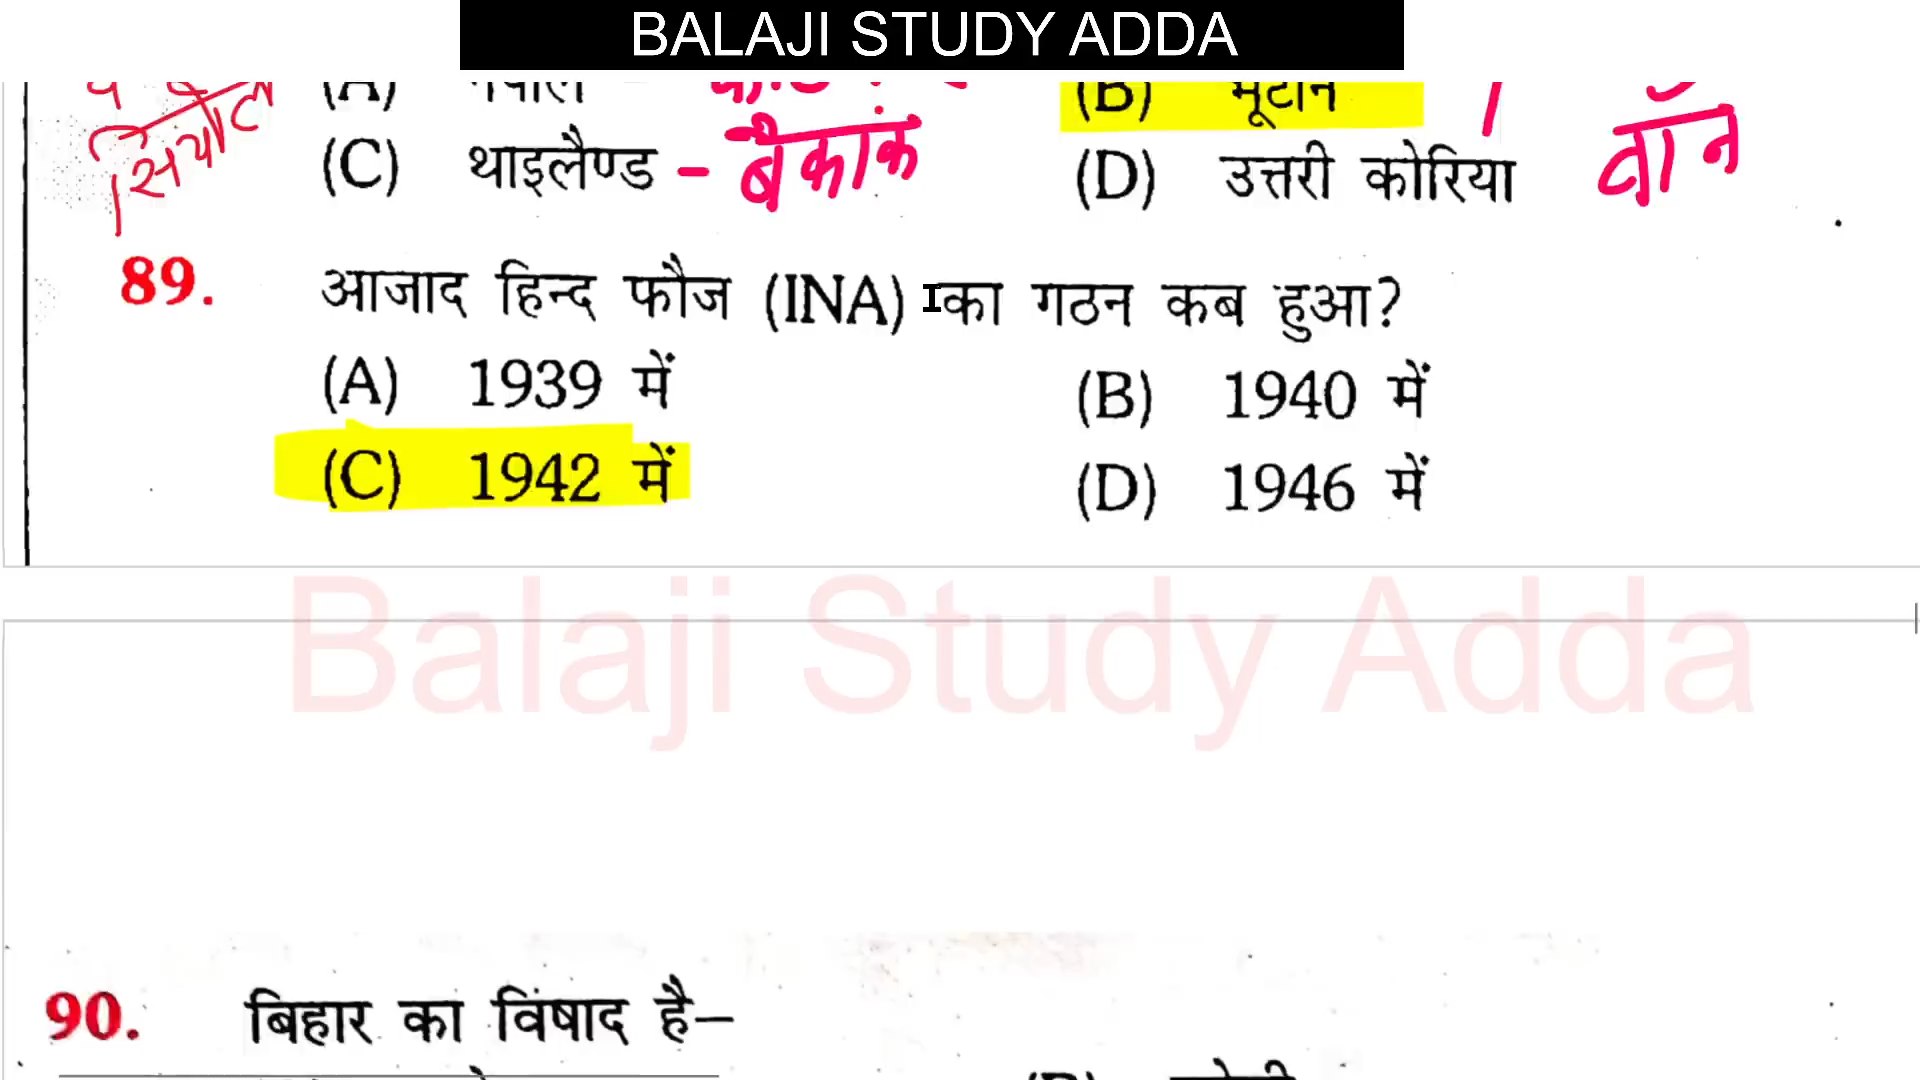 BALAJI STUDY ADDA
(A) नेपाल (B) भूटान
सियोल
(C) थाइलैण्ड - बैंकांक (D) उत्तरी कोरिया
89. आजाद हिन्द फौज (INA) का गठन कब हुआ?
(A) 1939 में (B) 1940 में
(C) 1942 में (D) 1946 में
Balaji Study Adda
90. बिहार का विषाद है—